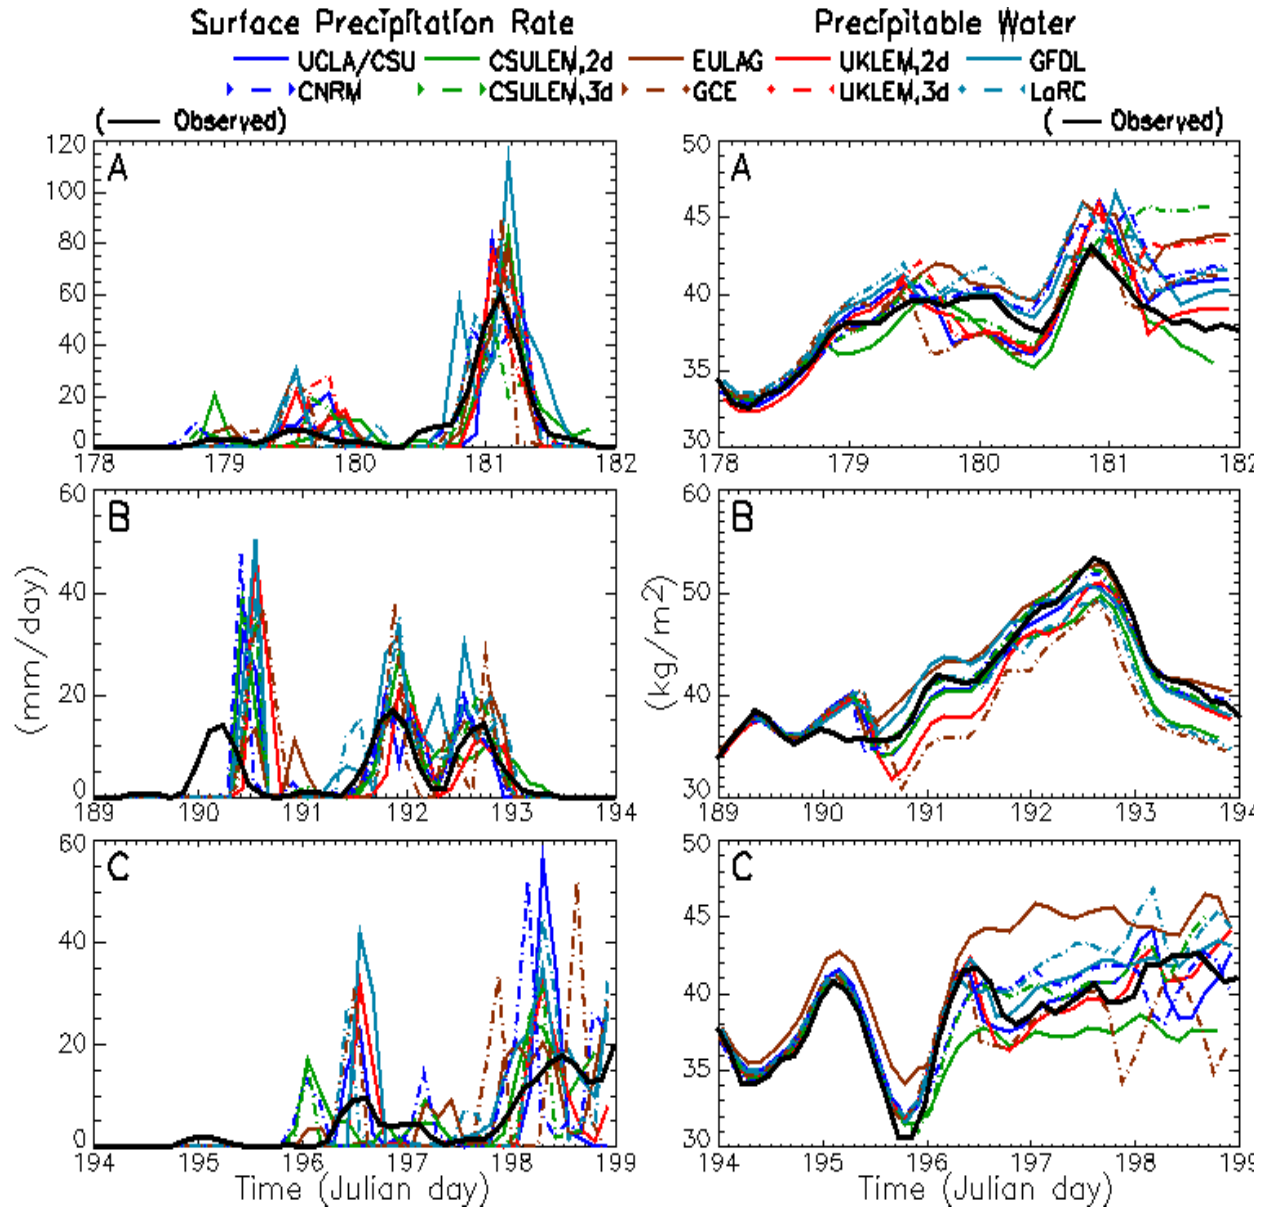 Surface Precipitation Rate Precipitable Water
UCLA/CSU CSULEM,2d EULAG UKLEM,2d GFDL
CNRM CSULEM,3d GCE UKLEM,3d LaRC
( Observed) ( Observed)
A
120
100
80
60
40
20
0
178 179 180 181 182
A
50
45
40
35
30
178 179 180 181 182
B
60
40
20
0
189 190 191 192 193 194
(mm/day)
B
60
50
40
30
189 190 191 192 193 194
(kg/m2)
C
60
40
20
0
194 195 196 197 198 199
Time (Julian day)
C
50
45
40
35
30
194 195 196 197 198 199
Time (Julian day)